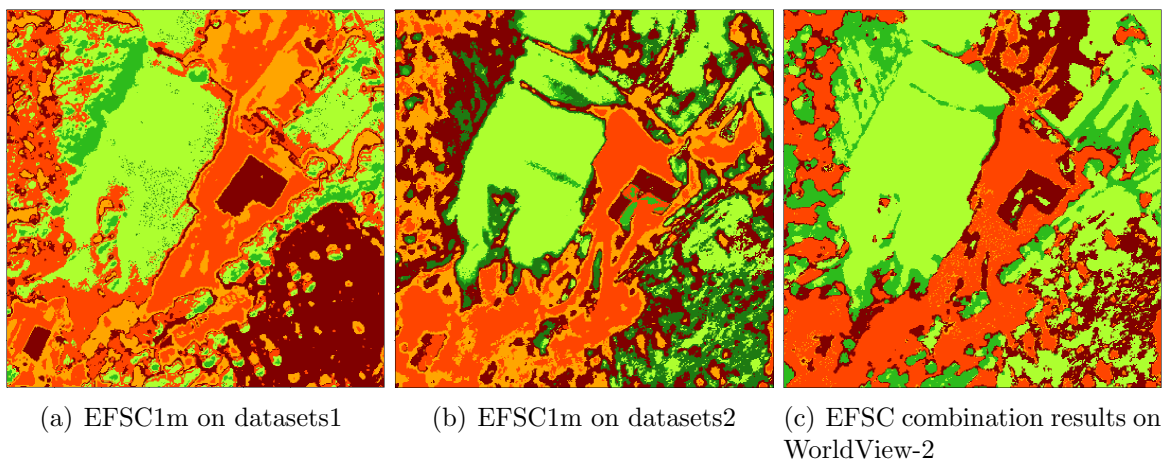 (a) EFSC1m on datasets1
(b) EFSC1m on datasets2
(c) EFSC combination results on
WorldView-2